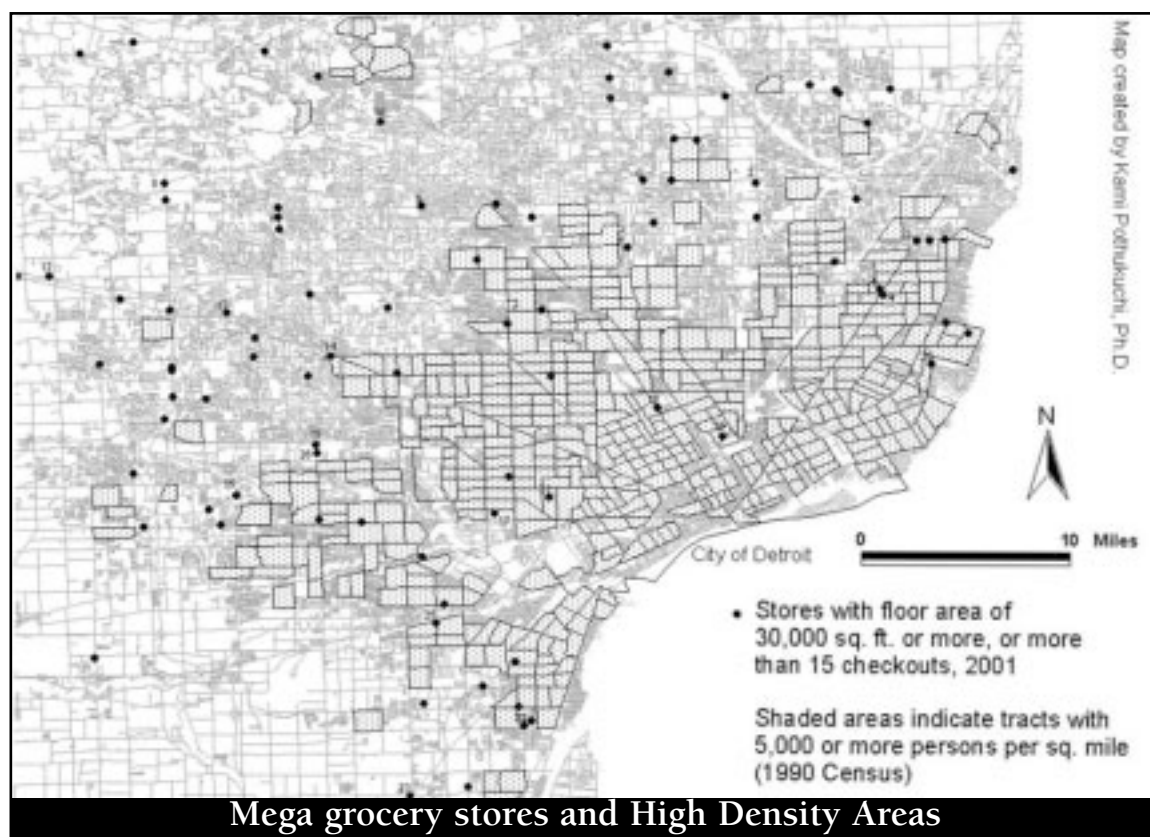 Map created by Kami Pothukuchi, Ph.D.
N
City of Detroit
0 10 Miles
Stores with floor area of
30,000 sq. ft. or more, or more
than 15 checkouts, 2001
Shaded areas indicate tracts with
5,000 or more persons per sq. mile
(1990 Census)
Mega grocery stores and High Density Areas